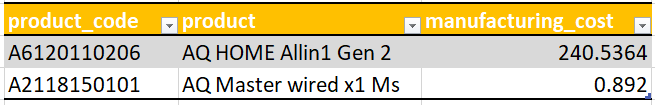 product_code product manufacturing_cost
A6120110206 AQ HOME Allin1 Gen 2 240.5364
A2118150101 AQ Master wired x1 Ms 0.892